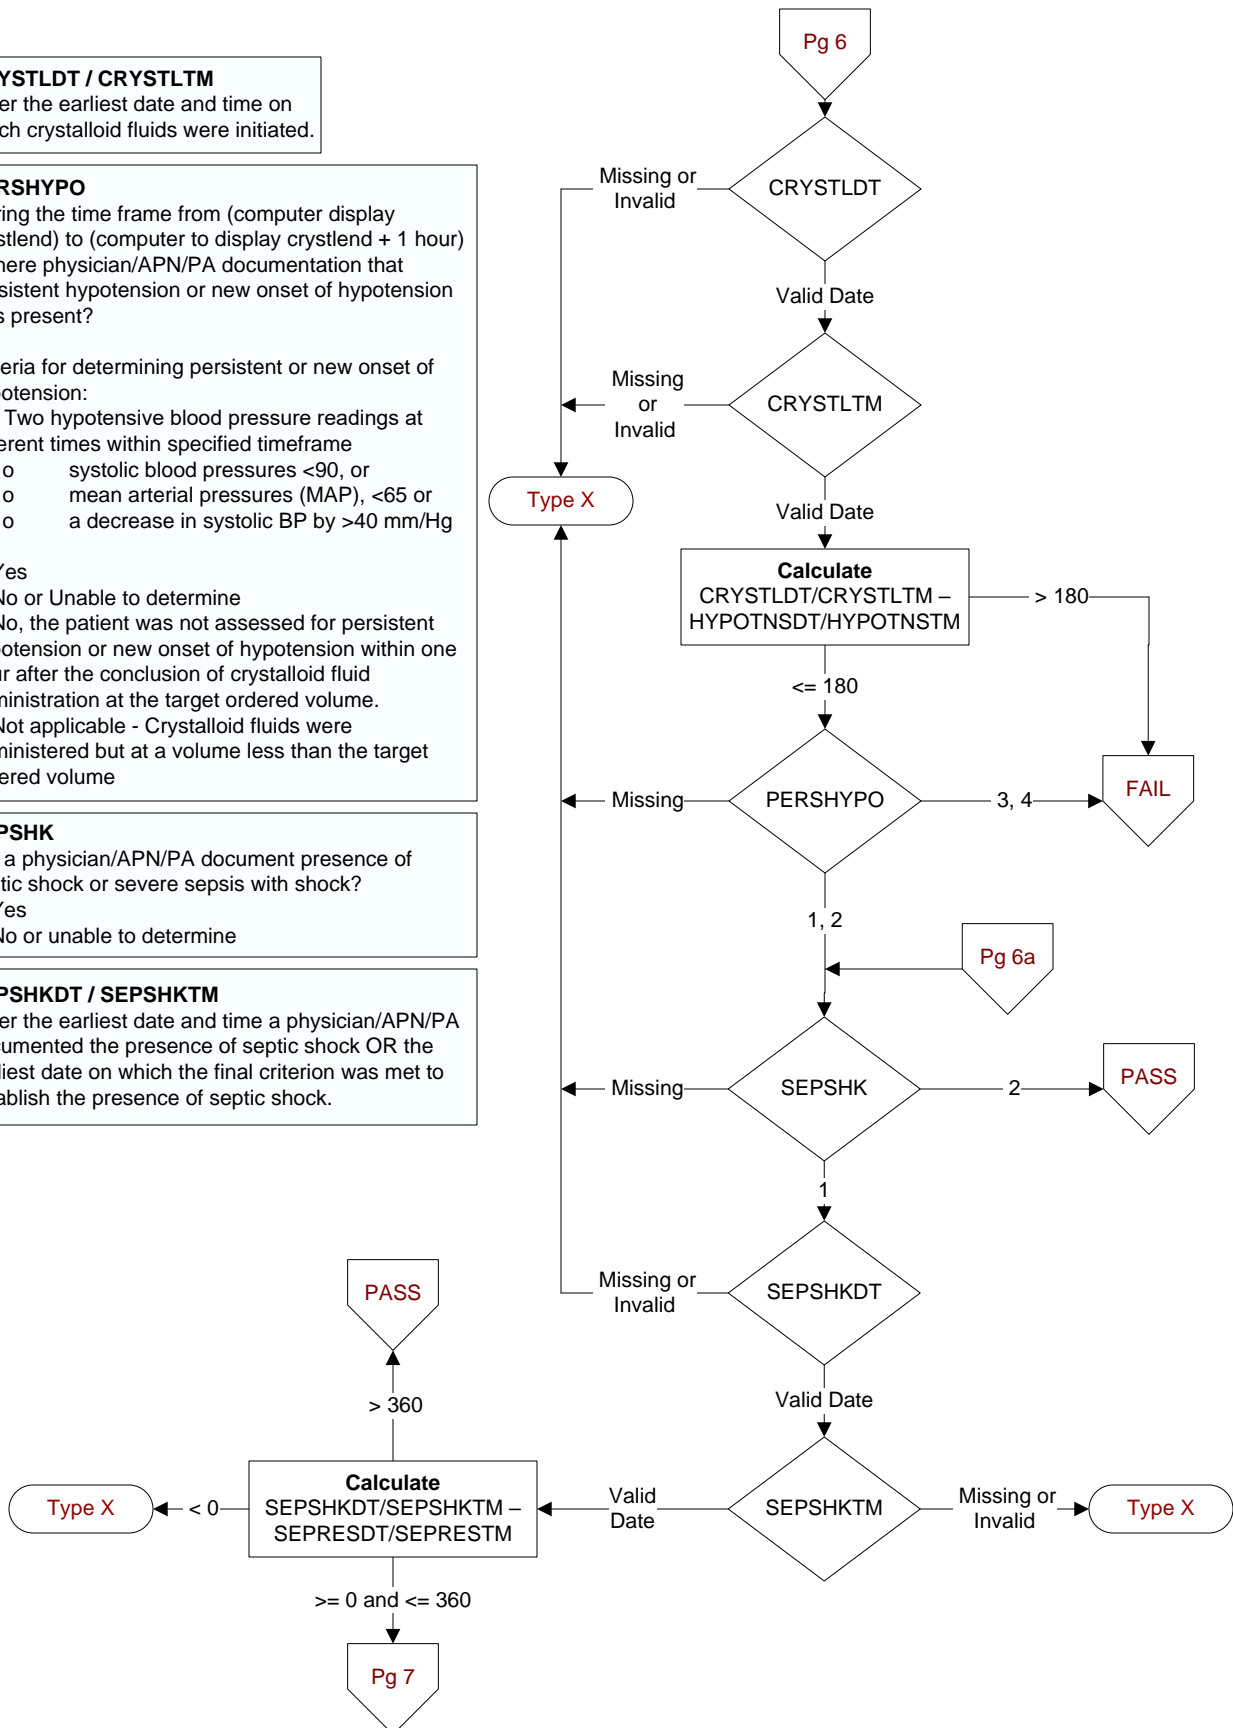 Pg 6
YSTLDT / CRYSTLTM
er the earliest date and time on
ch crystalloid fluids were initiated.
RSHYPO
ring the time frame from (computer display
stlend) to (computer to display crystlend + 1 hour)
here physician/APN/PA documentation that
sistent hypotension or new onset of hypotension
s present?
eria for determining persistent or new onset of
otension:
Two hypotensive blood pressure readings at
erent times within specified timeframe
o systolic blood pressures <90, or
o mean arterial pressures (MAP), <65 or
o a decrease in systolic BP by >40 mm/Hg
Yes
No or Unable to determine
No, the patient was not assessed for persistent
otension or new onset of hypotension within one
ur after the conclusion of crystalloid fluid
ministration at the target ordered volume.
Not applicable - Crystalloid fluids were
ministered but at a volume less than the target
ered volume
PSHK
a physician/APN/PA document presence of
tic shock or severe sepsis with shock?
Yes
No or unable to determine
PSHKDT / SEPSHKTM
er the earliest date and time a physician/APN/PA
cumented the presence of septic shock OR the
liest date on which the final criterion was met to
ablish the presence of septic shock.
CRYSTLDT
Missing or
Invalid
Valid Date
CRYSTLTM
Missing
or
Invalid
Type X
Valid Date
Calculate
CRYSTLDT/CRYSTLTM –
HYPOTNSDT/HYPOTNSTM
> 180
<= 180
PERSHYPO
Missing
3, 4
FAIL
1, 2
Pg 6a
SEPSHK
Missing
2
PASS
1
SEPSHKDT
Missing or
Invalid
Valid Date
SEPSHKTM
Missing or
Invalid
Type X
Valid
Date
Calculate
SEPSHKDT/SEPSHKTM –
SEPRESDT/SEPRESTM
> 360
PASS
< 0
Type X
>= 0 and <= 360
Pg 7